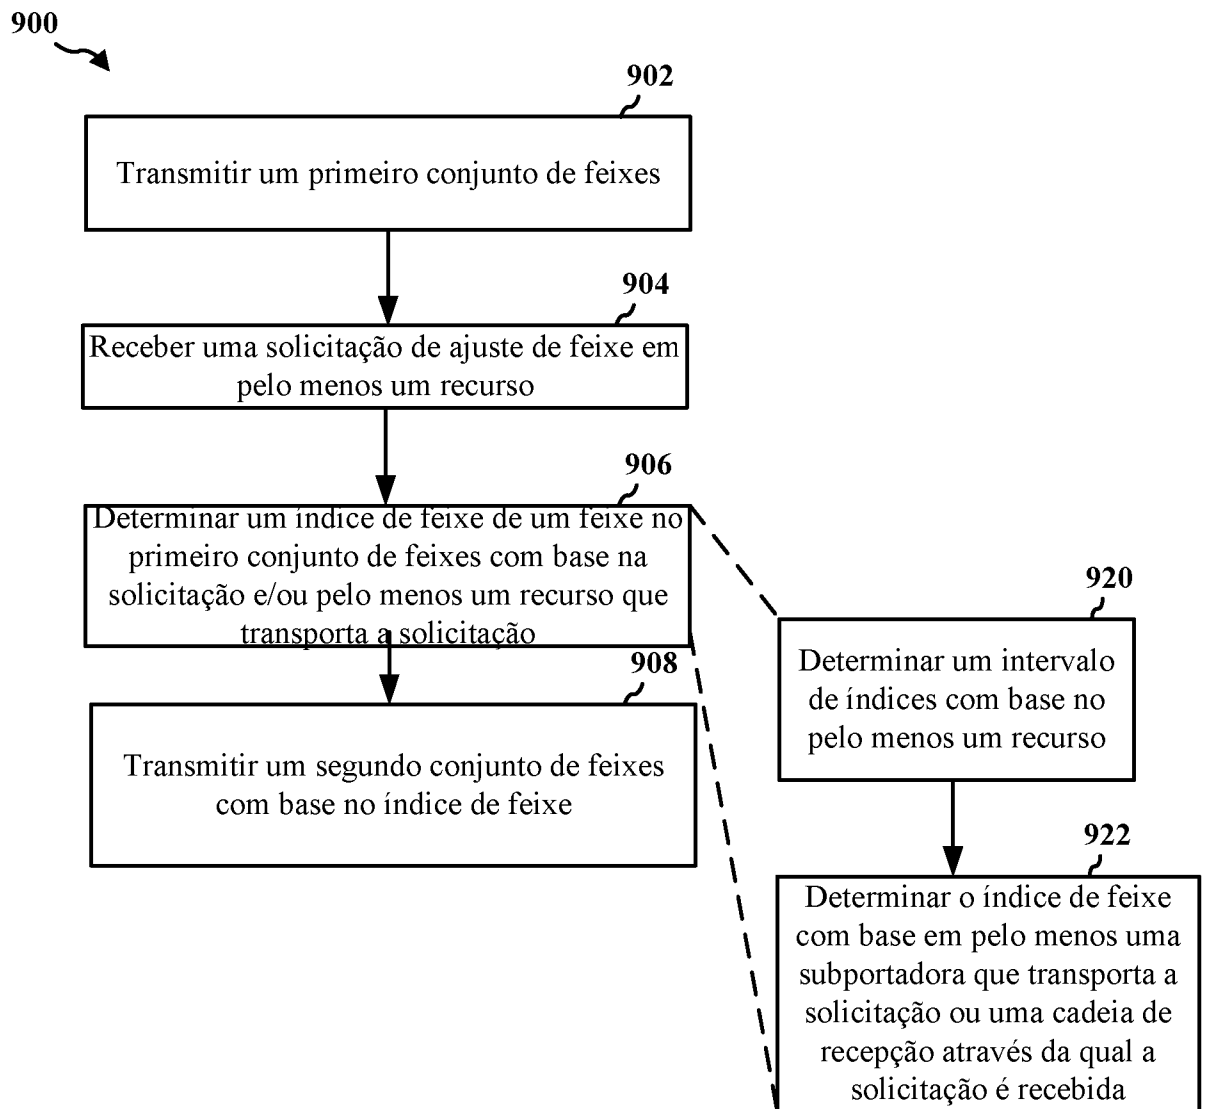 900
902
Transmitir um primeiro conjunto de feixes
904
Receber uma solicitação de ajuste de feixe em
pelo menos um recurso
906
Determinar um índice de feixe de um feixe no
primeiro conjunto de feixes com base na
solicitação e/ou pelo menos um recurso que
transporta a solicitação
908
Transmitir um segundo conjunto de feixes
com base no índice de feixe
920
Determinar um intervalo
de índices com base no
pelo menos um recurso
922
Determinar o índice de feixe
com base em pelo menos uma
subportadora que transporta a
solicitação ou uma cadeia de
recepção através da qual a
solicitação é recebida